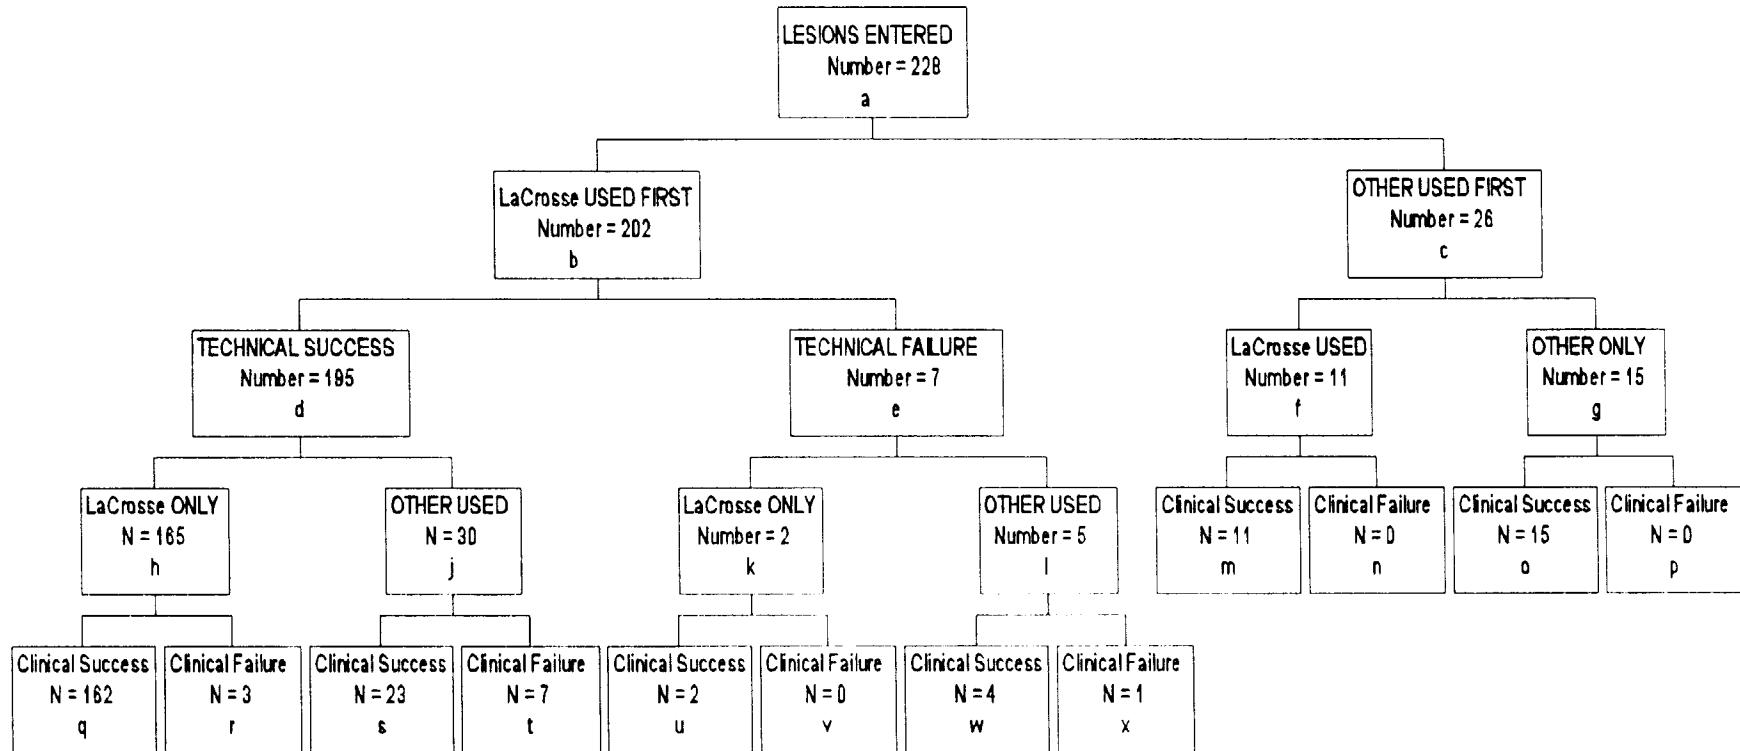 LESIONS ENTERED
Number = 228
a
LaCrosse USED FIRST
Number = 202
b
OTHER USED FIRST
Number = 26
c
TECHNICAL SUCCESS
Number = 195
d
TECHNICAL FAILURE
Number = 7
e
LaCrosse USED
Number = 11
f
OTHER ONLY
Number = 15
g
LaCrosse ONLY
N = 165
h
OTHER USED
N = 30
j
LaCrosse ONLY
Number = 2
k
OTHER USED
Number = 5
l
Clinical Success
N = 11
m
Clinical Failure
N = 0
n
Clinical Success
N = 15
o
Clinical Failure
N = 0
p
Clinical Success
N = 162
q
Clinical Failure
N = 3
r
Clinical Success
N = 23
s
Clinical Failure
N = 7
t
Clinical Success
N = 2
u
Clinical Failure
N = 0
v
Clinical Success
N = 4
w
Clinical Failure
N = 1
x